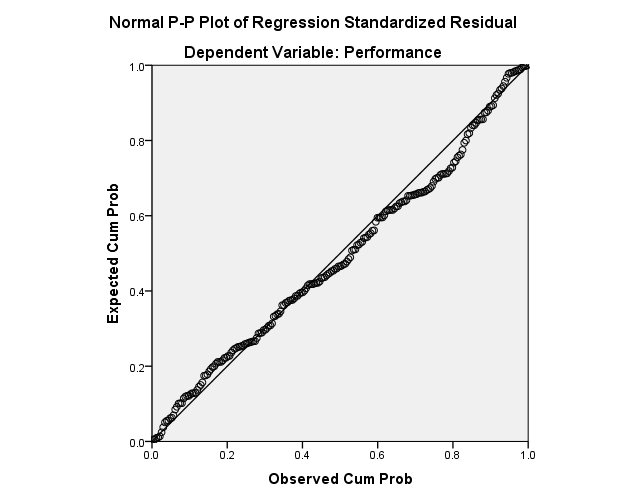 Normal P-P Plot of Regression Standardized Residual
Dependent Variable: Performance
1.0
0.8
0.6
0.4
0.2
0.0
Expected Cum Prob
0.0 0.2 0.4 0.6 0.8 1.0
Observed Cum Prob